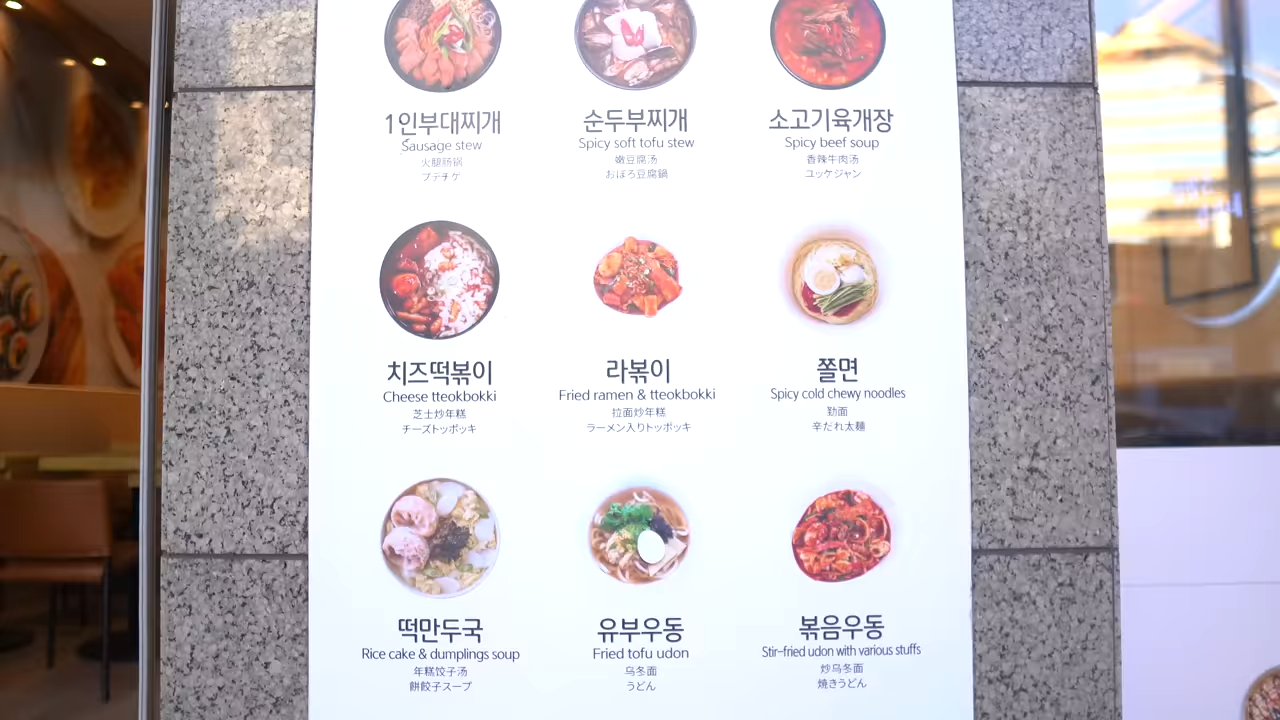 1인부대찌개
Sausage stew
火腿肠锅
プテチゲ
순두부찌개
Spicy soft tofu stew
嫩豆腐汤
おぼろ豆腐鍋
소고기육개장
Spicy beef soup
香辣牛肉汤
ユッケジャン
치즈떡볶이
Cheese tteokbokki
芝士炒年糕
チーズトッポッキ
라볶이
Fried ramen & tteokbokki
拉面炒年糕
ラーメン入りトッポッキ
쫄면
Spicy cold chewy noodles
劲面
辛だれ太麺
떡만두국
Rice cake & dumplings soup
年糕饺子汤
餅餃子スープ
유부우동
Fried tofu udon
乌冬面
うどん
볶음우동
Stir-fried udon with various stuffs
炒乌冬面
焼きうどん